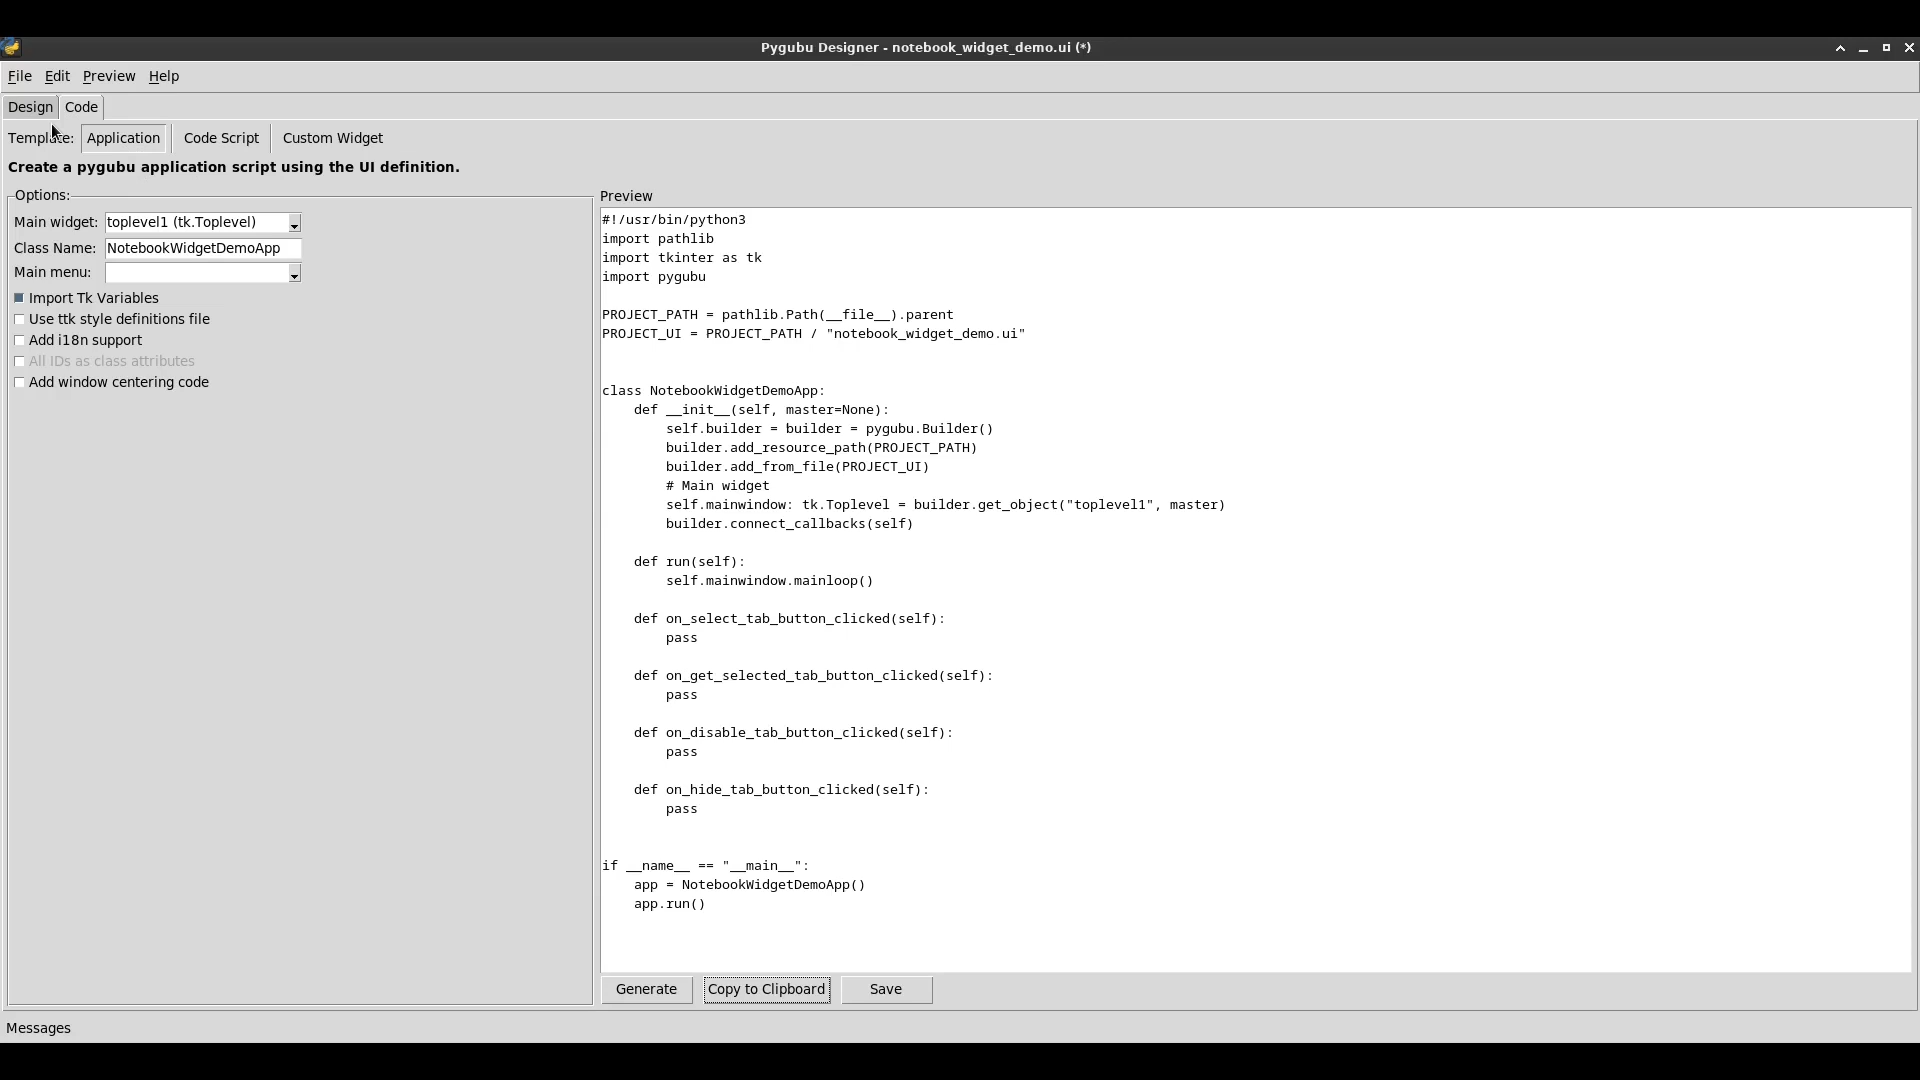 Pygubu Designer - notebook_widget_demo.ui (*)
File Edit Preview Help
Design Code
Template: Application Code Script Custom Widget
Create a pygubu application script using the UI definition.
Options:
Main widget: toplevel1 (tk.Toplevel)
Class Name: NotebookWidgetDemoApp
Main menu:
Import Tk Variables
Use ttk style definitions file
Add i18n support
All IDs as class attributes
Add window centering code
Preview
#!/usr/bin/python3
import pathlib
import tkinter as tk
import pygubu
PROJECT_PATH = pathlib.Path(__file__).parent
PROJECT_UI = PROJECT_PATH / "notebook_widget_demo.ui"
class NotebookWidgetDemoApp:
    def __init__(self, master=None):
        self.builder = builder = pygubu.Builder()
        builder.add_resource_path(PROJECT_PATH)
        builder.add_from_file(PROJECT_UI)
        # Main widget
        self.mainwindow: tk.Toplevel = builder.get_object("toplevel1", master)
        builder.connect_callbacks(self)
    def run(self):
        self.mainwindow.mainloop()
    def on_select_tab_button_clicked(self):
        pass
    def on_get_selected_tab_button_clicked(self):
        pass
    def on_disable_tab_button_clicked(self):
        pass
    def on_hide_tab_button_clicked(self):
        pass
if __name__ == "__main__":
    app = NotebookWidgetDemoApp()
    app.run()
Generate Copy to Clipboard Save
Messages